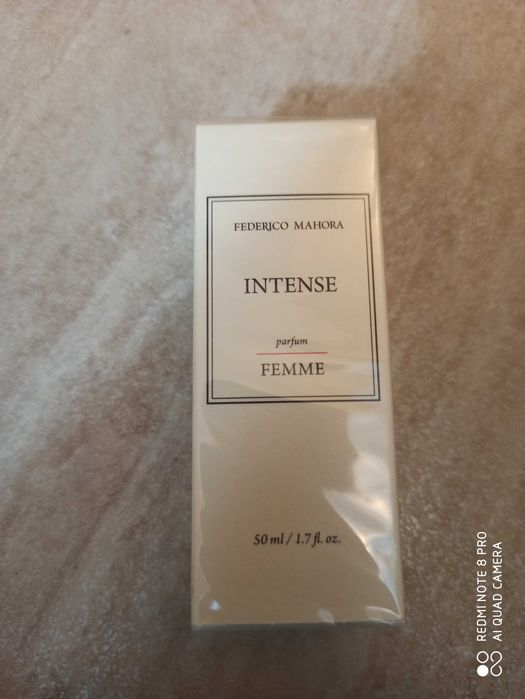 FEDERICO MAHORA
INTENSE
parfum
FEMME
50 ml / 1.7 fl. oz.
REDMI NOTE 8 PRO
AI QUAD CAMERA